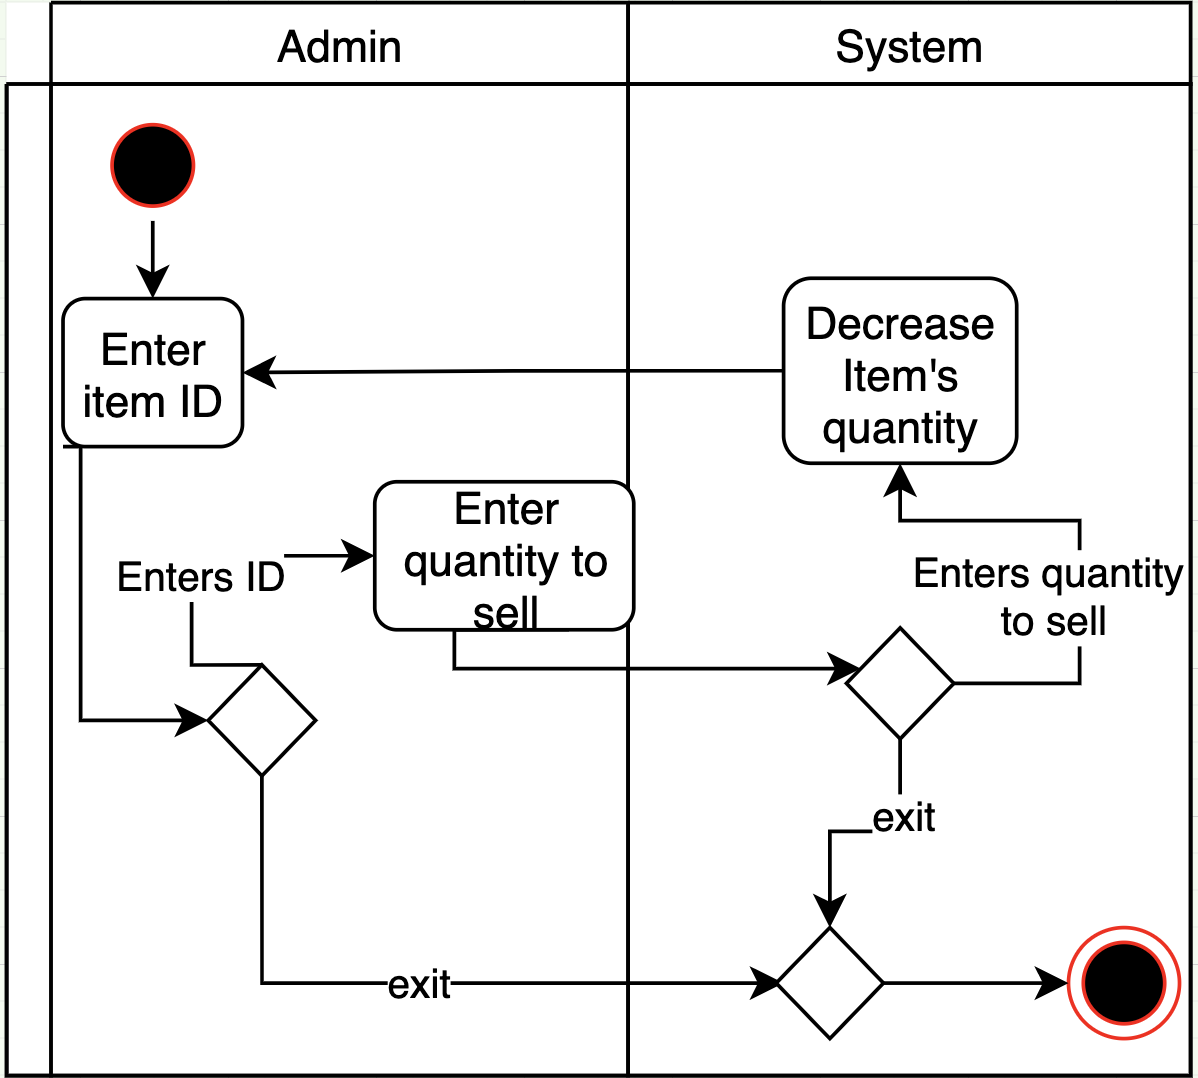 Admin
System
Enter
item ID
Decrease
Item's
quantity
Enter
quantity to
sell
Enters ID
Enters quantity
to sell
exit
exit